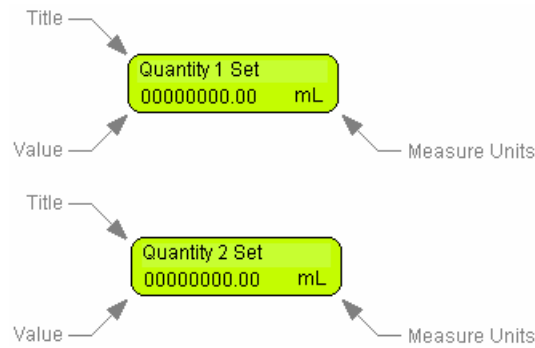 Title
Quantity 1 Set
00000000.00 mL
Value
Measure Units
Title
Quantity 2 Set
00000000.00 mL
Value
Measure Units